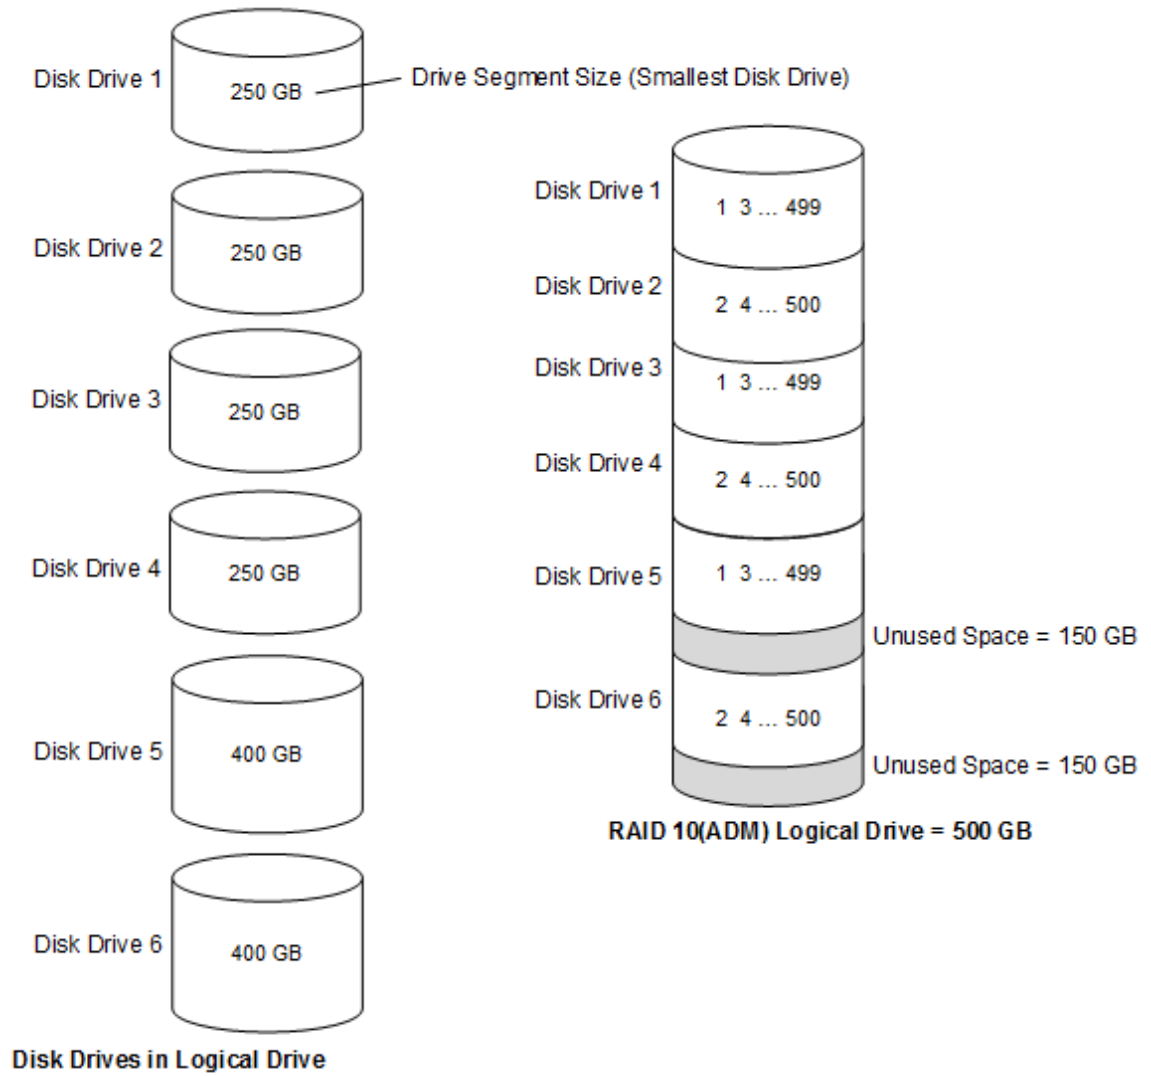 Disk Drive 1
250 GB
Drive Segment Size (Smallest Disk Drive)
Disk Drive 2
250 GB
Disk Drive 3
250 GB
Disk Drive 4
250 GB
Disk Drive 5
400 GB
Disk Drive 6
400 GB
Disk Drives in Logical Drive
Disk Drive 1
1 3 ... 499
Disk Drive 2
2 4 ... 500
Disk Drive 3
1 3 ... 499
Disk Drive 4
2 4 ... 500
Disk Drive 5
1 3 ... 499
Unused Space = 150 GB
Disk Drive 6
2 4 ... 500
Unused Space = 150 GB
RAID 10(ADM) Logical Drive = 500 GB